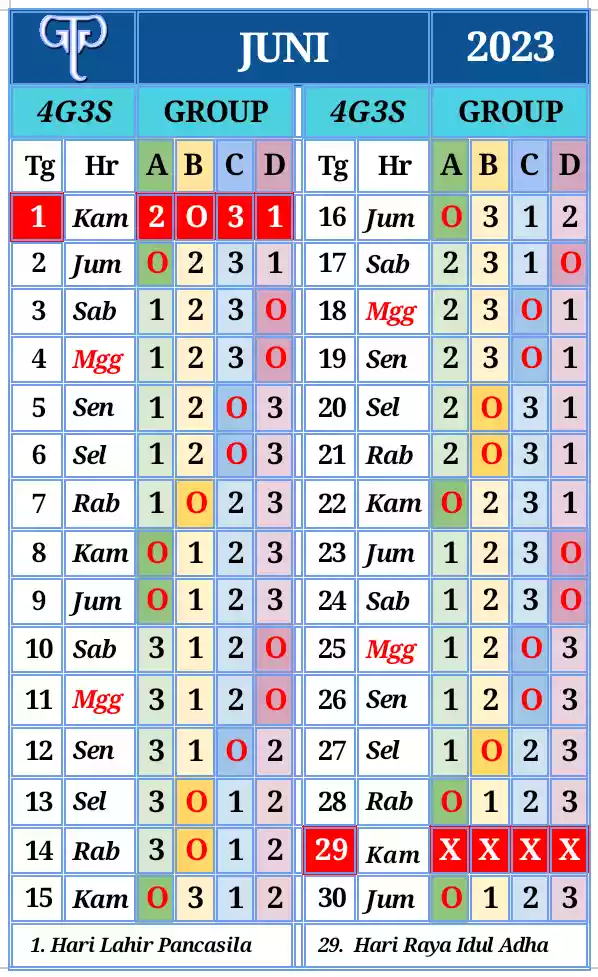 JUNI 2023
4G3S GROUP 4G3S GROUP
Tg Hr A B C D Tg Hr A B C D
1 Kam 2 O 3 1 16 Jum O 3 1 2
2 Jum O 2 3 1 17 Sab 2 3 1 O
3 Sab 1 2 3 O 18 Mgg 2 3 O 1
4 Mgg 1 2 3 O 19 Sen 2 3 O 1
5 Sen 1 2 O 3 20 Sel 2 O 3 1
6 Sel 1 2 O 3 21 Rab 2 O 3 1
7 Rab 1 O 2 3 22 Kam O 2 3 1
8 Kam O 1 2 3 23 Jum 1 2 3 O
9 Jum O 1 2 3 24 Sab 1 2 3 O
10 Sab 3 1 2 O 25 Mgg 1 2 O 3
11 Mgg 3 1 2 O 26 Sen 1 2 O 3
12 Sen 3 1 O 2 27 Sel 1 O 2 3
13 Sel 3 O 1 2 28 Rab O 1 2 3
14 Rab 3 O 1 2 29 Kam X X X X
15 Kam O 3 1 2 30 Jum O 1 2 3
1. Hari Lahir Pancasila 29. Hari Raya Idul Adha